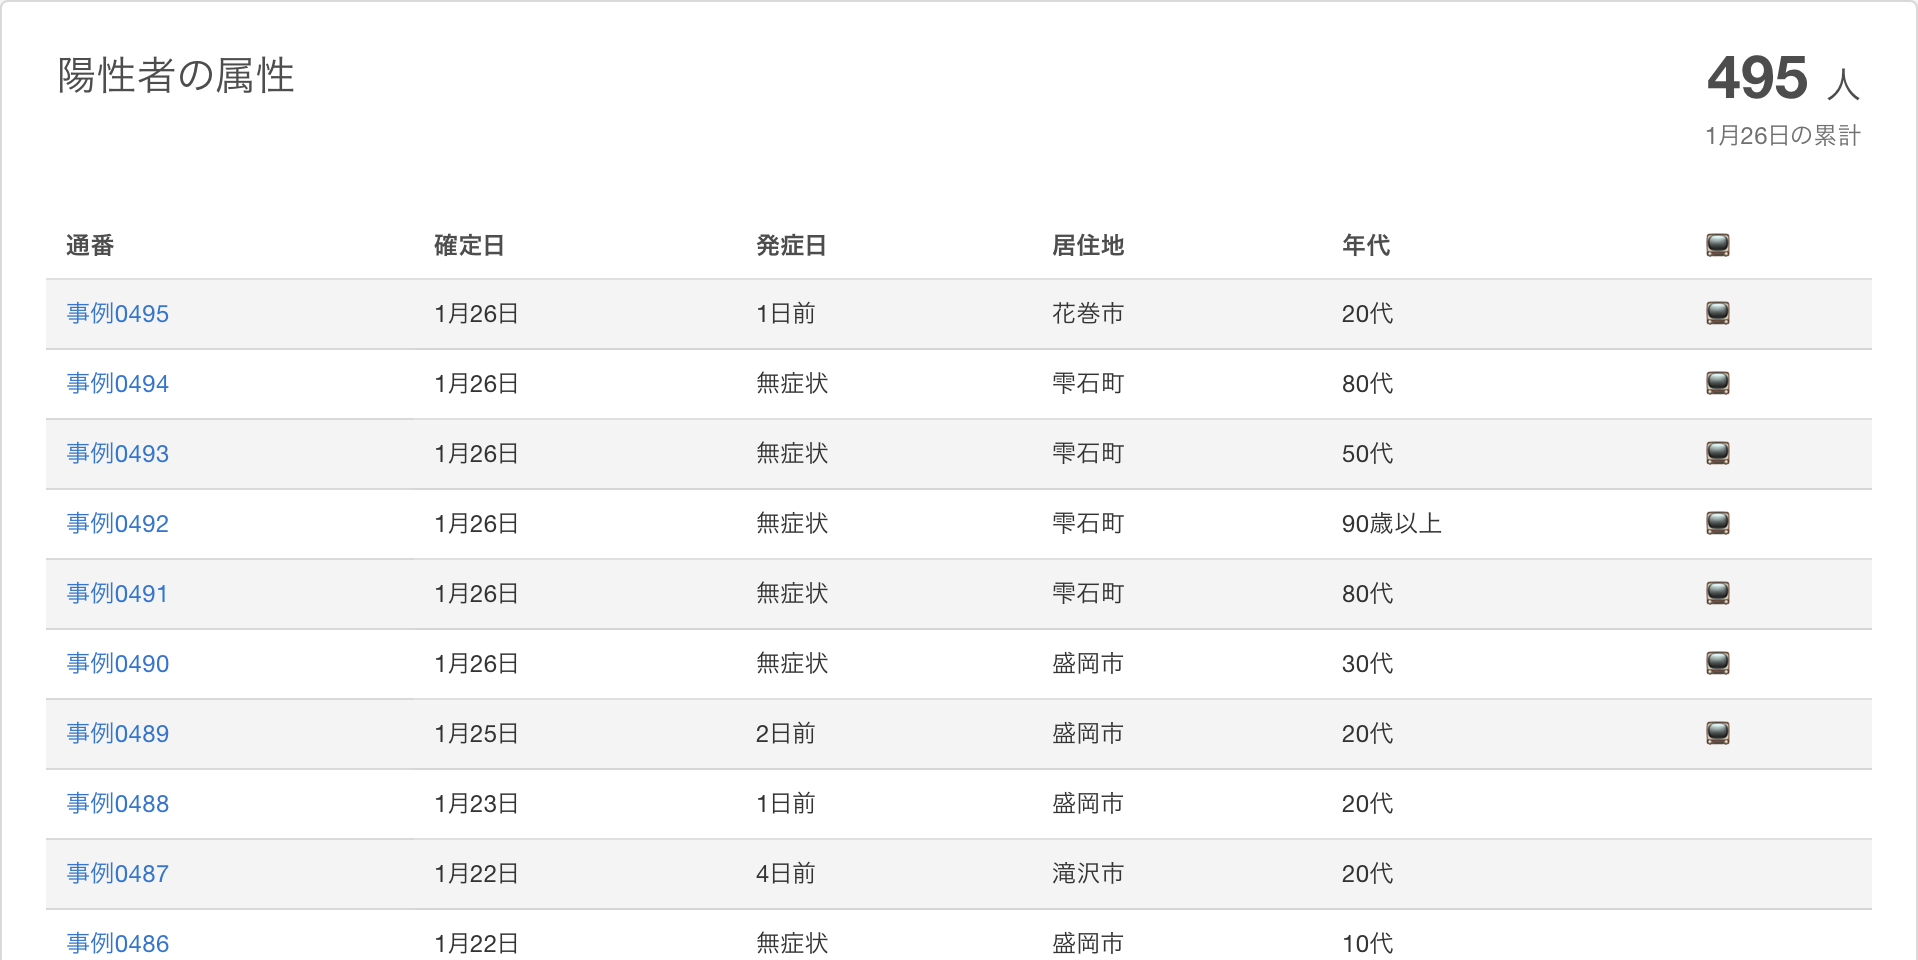 陽性者の属性
495 人
1月26日の累計
通番 確定日 発症日 居住地 年代
事例0495 1月26日 1日前 花巻市 20代
事例0494 1月26日 無症状 雫石町 80代
事例0493 1月26日 無症状 雫石町 50代
事例0492 1月26日 無症状 雫石町 90歳以上
事例0491 1月26日 無症状 雫石町 80代
事例0490 1月26日 無症状 盛岡市 30代
事例0489 1月25日 2日前 盛岡市 20代
事例0488 1月23日 1日前 盛岡市 20代
事例0487 1月22日 4日前 滝沢市 20代
事例0486 1月22日 無症状 盛岡市 10代